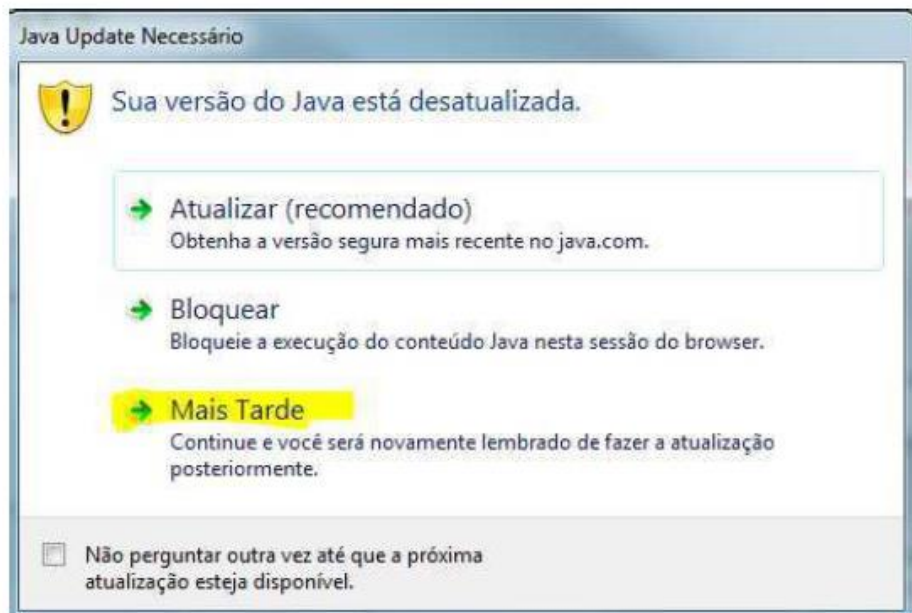 Java Update Necessário
Sua versão do Java está desatualizada.
Atualizar (recomendado)
Obtenha a versão segura mais recente no java.com.
Bloquear
Bloqueie a execução do conteúdo Java nesta sessão do browser.
Mais Tarde
Continue e você será novamente lembrado de fazer a atualização
posteriormente.
Não perguntar outra vez até que a próxima
atualização esteja disponível.